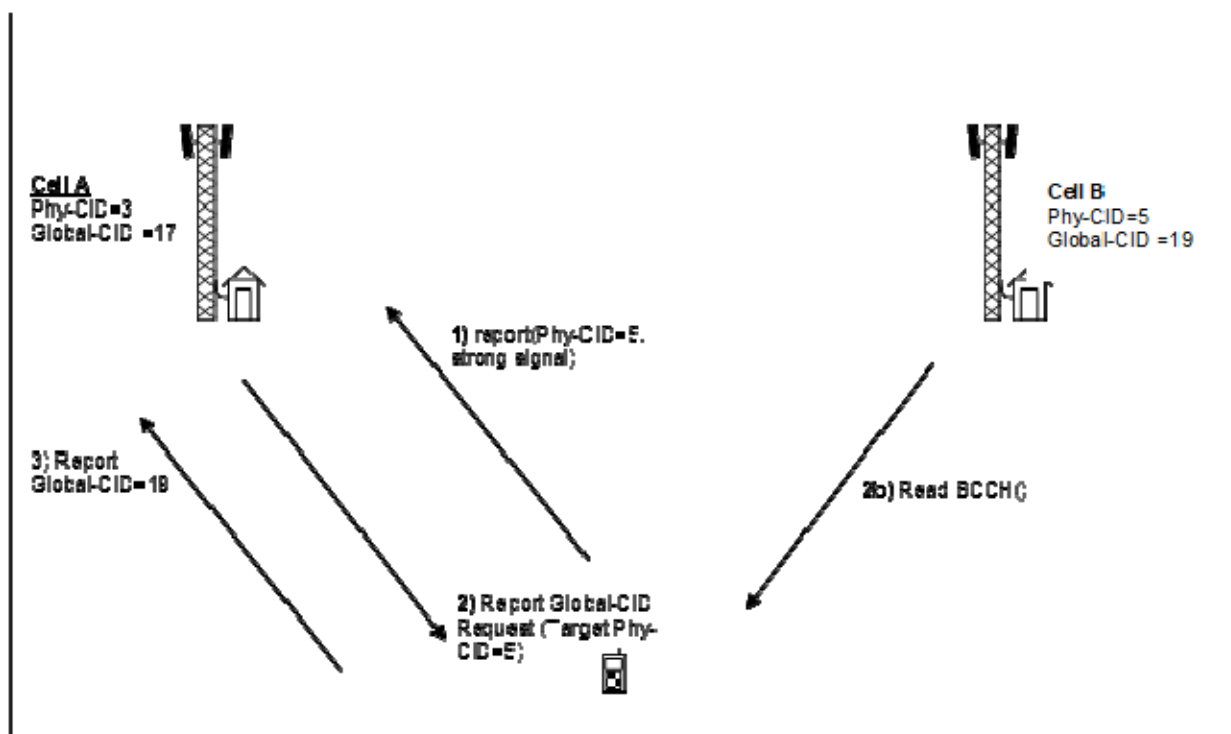 Cell A
Phy-CID=3
Global-CID =17
Cell B
Phy-CID=5
Global-CID =19
1) report(Phy-CID=5,
strong signal)
3) Report
Global-CID=19
2b) Read BCCH()
2) Report Global-CID
Request (Target Phy-
CID=5)